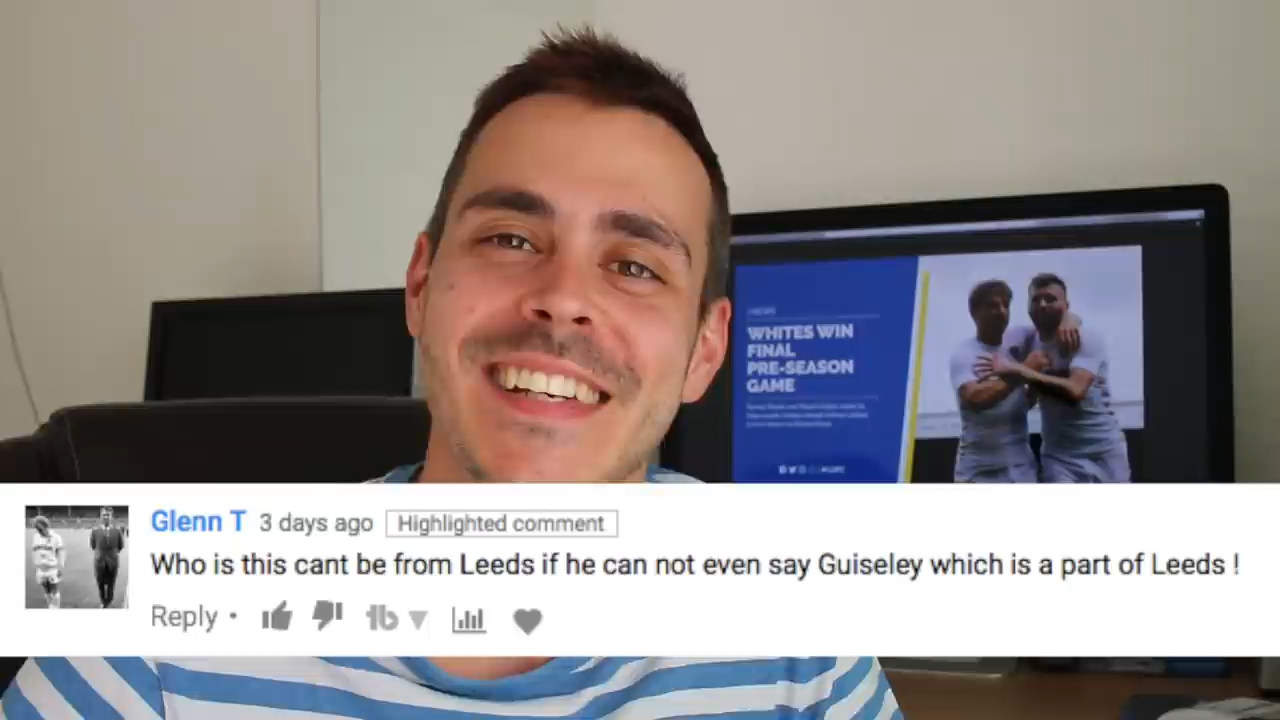 WHITES WIN
FINAL
PRE-SEASON
GAME
Glenn T 3 days ago Highlighted comment
Who is this cant be from Leeds if he can not even say Guiseley which is a part of Leeds !
Reply •